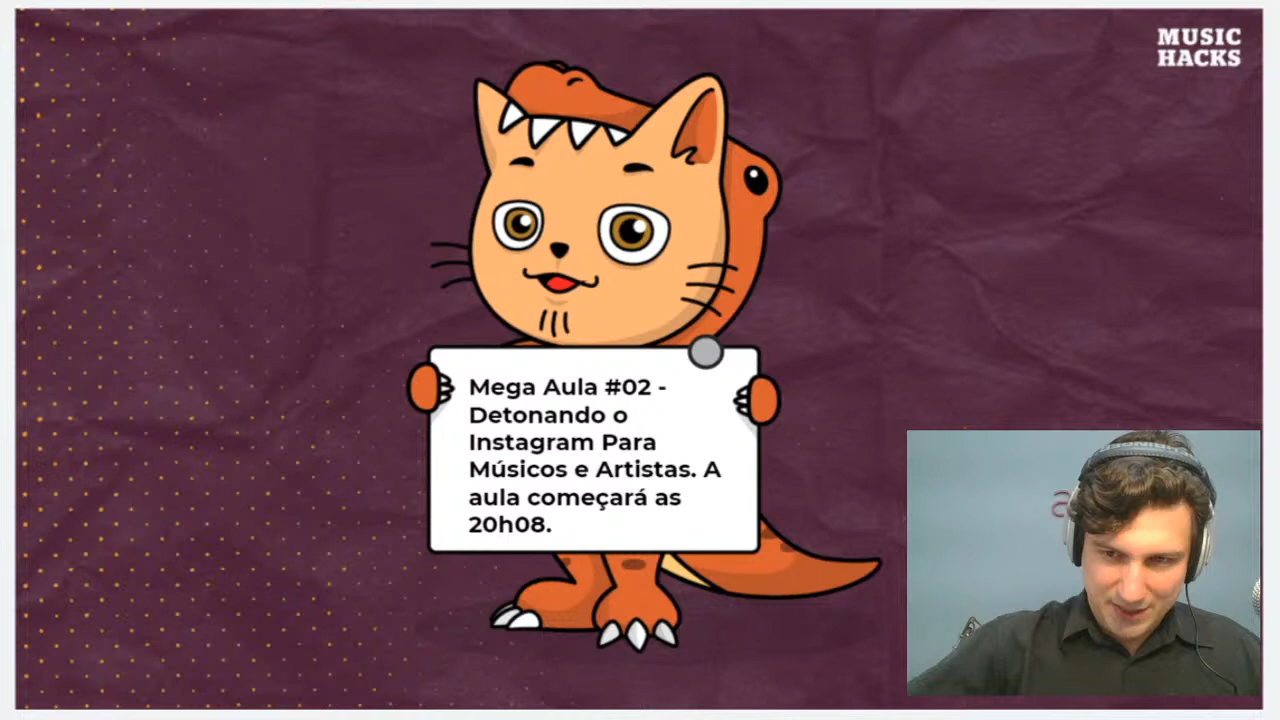 MUSIC
HACKS
Mega Aula #02 -
Detonando o
Instagram Para
Músicos e Artistas. A
aula começará as
20h08.